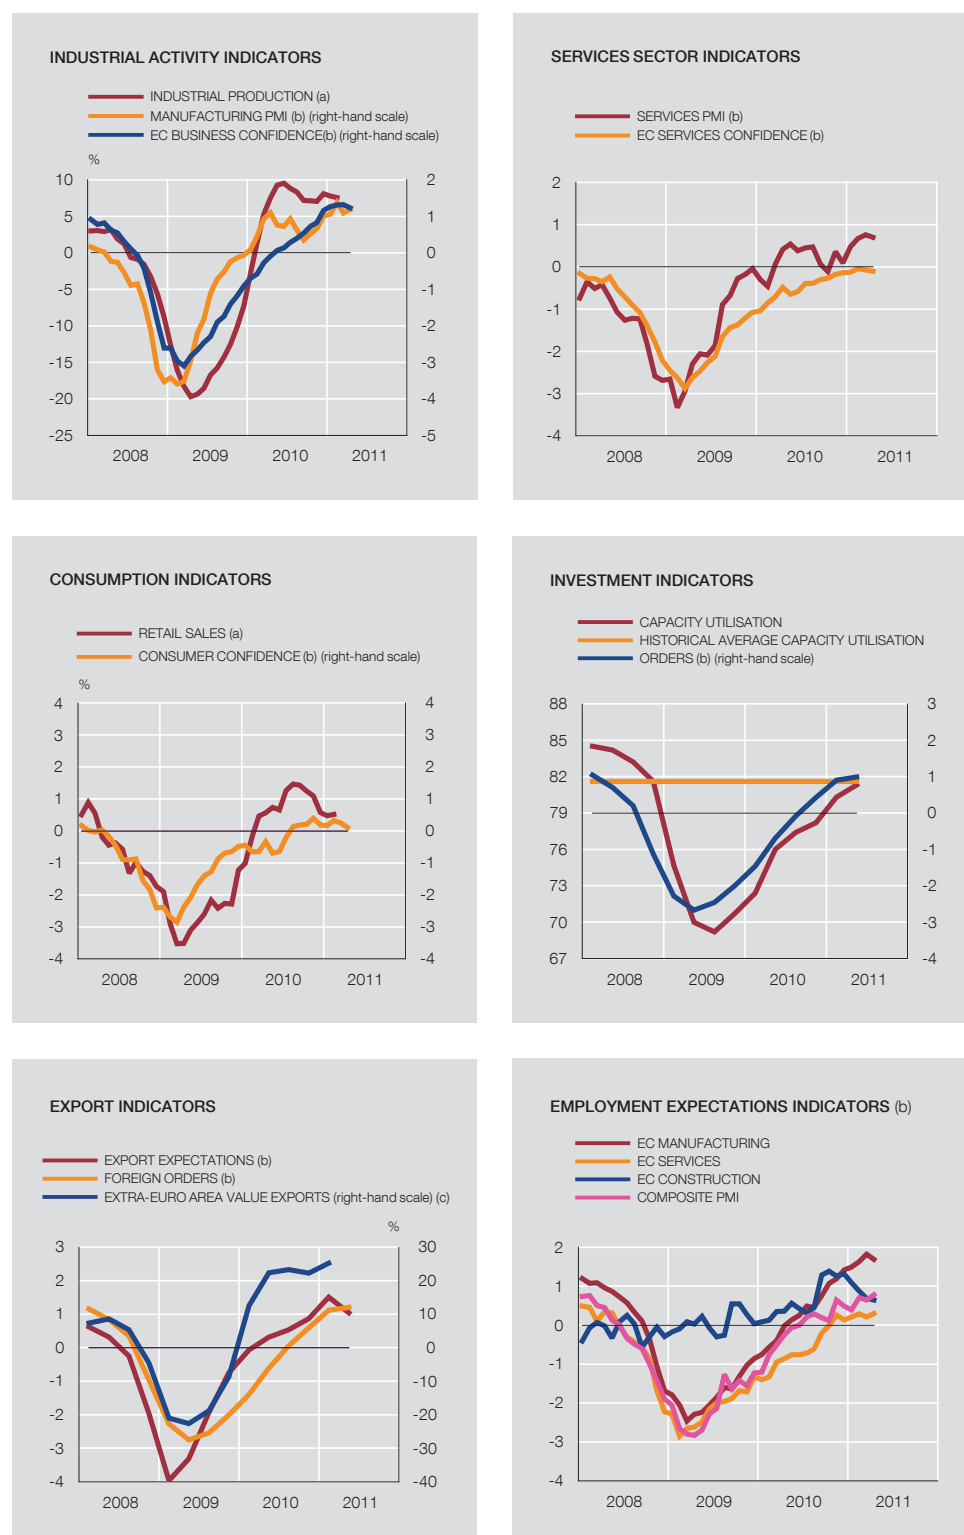 INDUSTRIAL ACTIVITY INDICATORS
INDUSTRIAL PRODUCTION (a)
MANUFACTURING PMI (b) (right-hand scale)
EC BUSINESS CONFIDENCE(b) (right-hand scale)
%
10 2
5 1
0 0
-5 -1
-10 -2
-15 -3
-20 -4
-25 -5
2008 2009 2010 2011
SERVICES SECTOR INDICATORS
SERVICES PMI (b)
EC SERVICES CONFIDENCE (b)
2
1
0
-1
-2
-3
-4
2008 2009 2010 2011
CONSUMPTION INDICATORS
RETAIL SALES (a)
CONSUMER CONFIDENCE (b) (right-hand scale)
%
4 4
3 3
2 2
1 1
0 0
-1 -1
-2 -2
-3 -3
-4 -4
2008 2009 2010 2011
INVESTMENT INDICATORS
CAPACITY UTILISATION
HISTORICAL AVERAGE CAPACITY UTILISATION
ORDERS (b) (right-hand scale)
88 3
85 2
82 1
79 0
76 -1
73 -2
70 -3
67 -4
2008 2009 2010 2011
EXPORT INDICATORS
EXPORT EXPECTATIONS (b)
FOREIGN ORDERS (b)
EXTRA-EURO AREA VALUE EXPORTS (right-hand scale) (c)
%
3 30
2 20
1 10
0 0
-1 -10
-2 -20
-3 -30
-4 -40
2008 2009 2010 2011
EMPLOYMENT EXPECTATIONS INDICATORS (b)
EC MANUFACTURING
EC SERVICES
EC CONSTRUCTION
COMPOSITE PMI
2
1
0
-1
-2
-3
-4
2008 2009 2010 2011